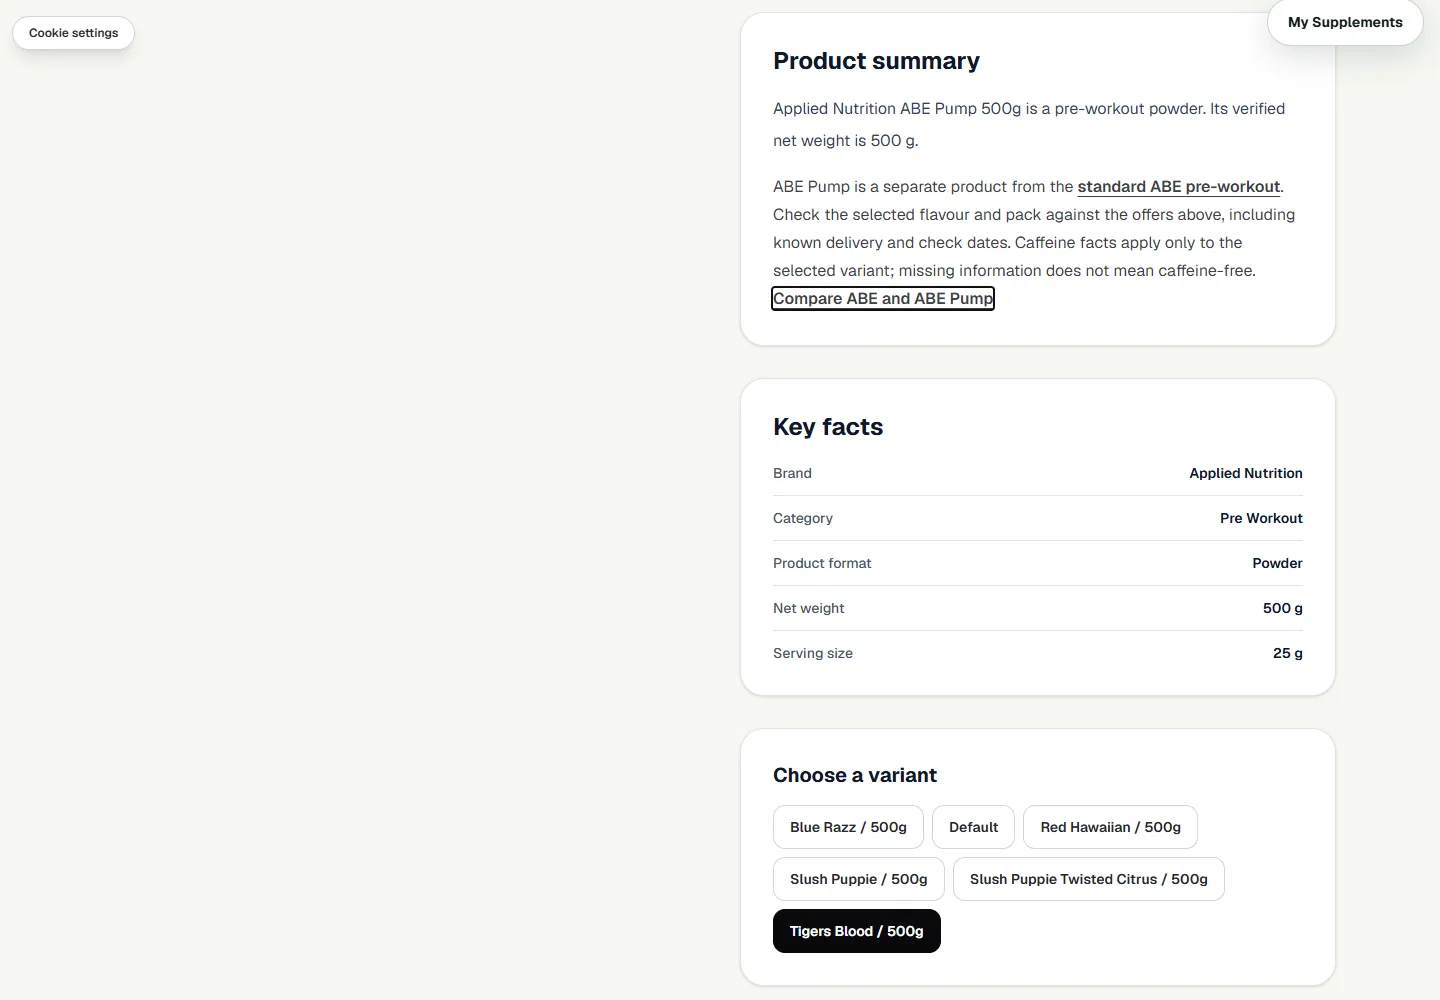 Cookie settings
My Supplements
Product summary
Applied Nutrition ABE Pump 500g is a pre-workout powder. Its verified
net weight is 500 g.
ABE Pump is a separate product from the standard ABE pre-workout.
Check the selected flavour and pack against the offers above, including
known delivery and check dates. Caffeine facts apply only to the
selected variant; missing information does not mean caffeine-free.
Compare ABE and ABE Pump
Key facts
Brand Applied Nutrition
Category Pre Workout
Product format Powder
Net weight 500 g
Serving size 25 g
Choose a variant
Blue Razz / 500g Default Red Hawaiian / 500g
Slush Puppie / 500g Slush Puppie Twisted Citrus / 500g
Tigers Blood / 500g